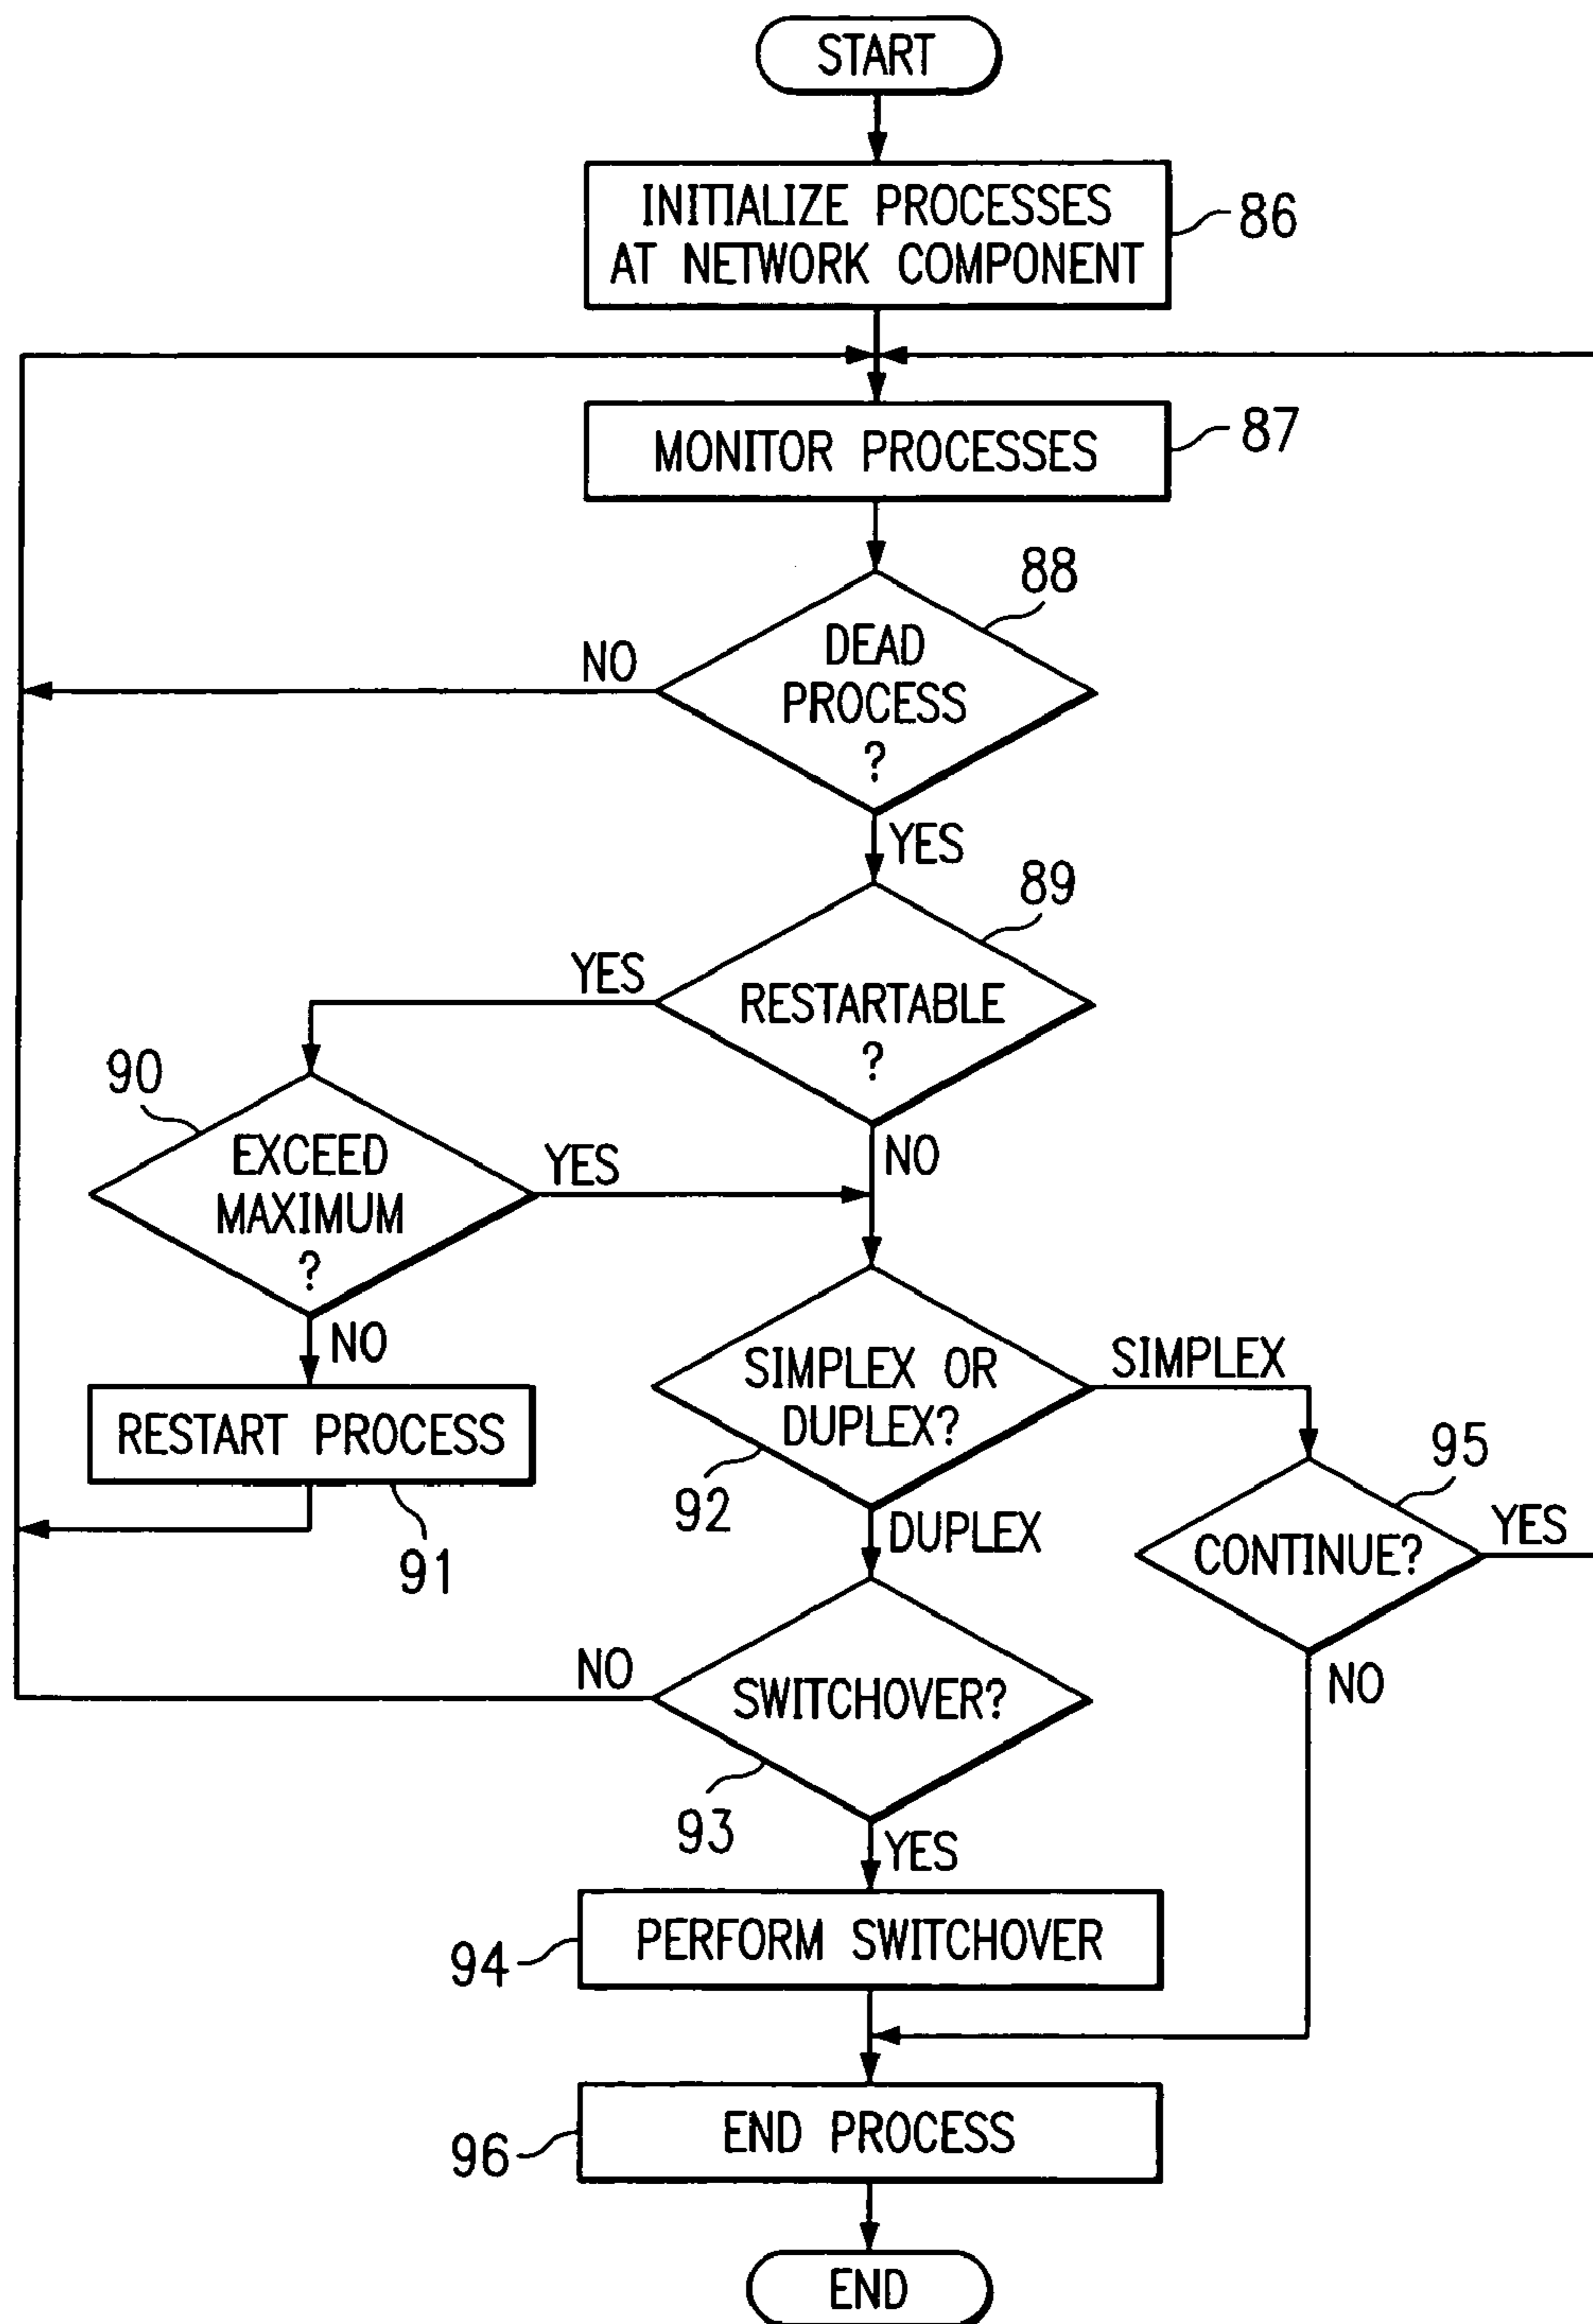 START
INITIALIZE PROCESSES
AT NETWORK COMPONENT
86
MONITOR PROCESSES
87
88
DEAD
PROCESS
?
NO
YES
89
RESTARTABLE
?
YES
NO
90
EXCEED
MAXIMUM
?
YES
NO
RESTART PROCESS
91
SIMPLEX OR
DUPLEX?
92
SIMPLEX
DUPLEX
95
CONTINUE?
YES
NO
SWITCHOVER?
93
NO
YES
PERFORM SWITCHOVER
94
END PROCESS
96
END